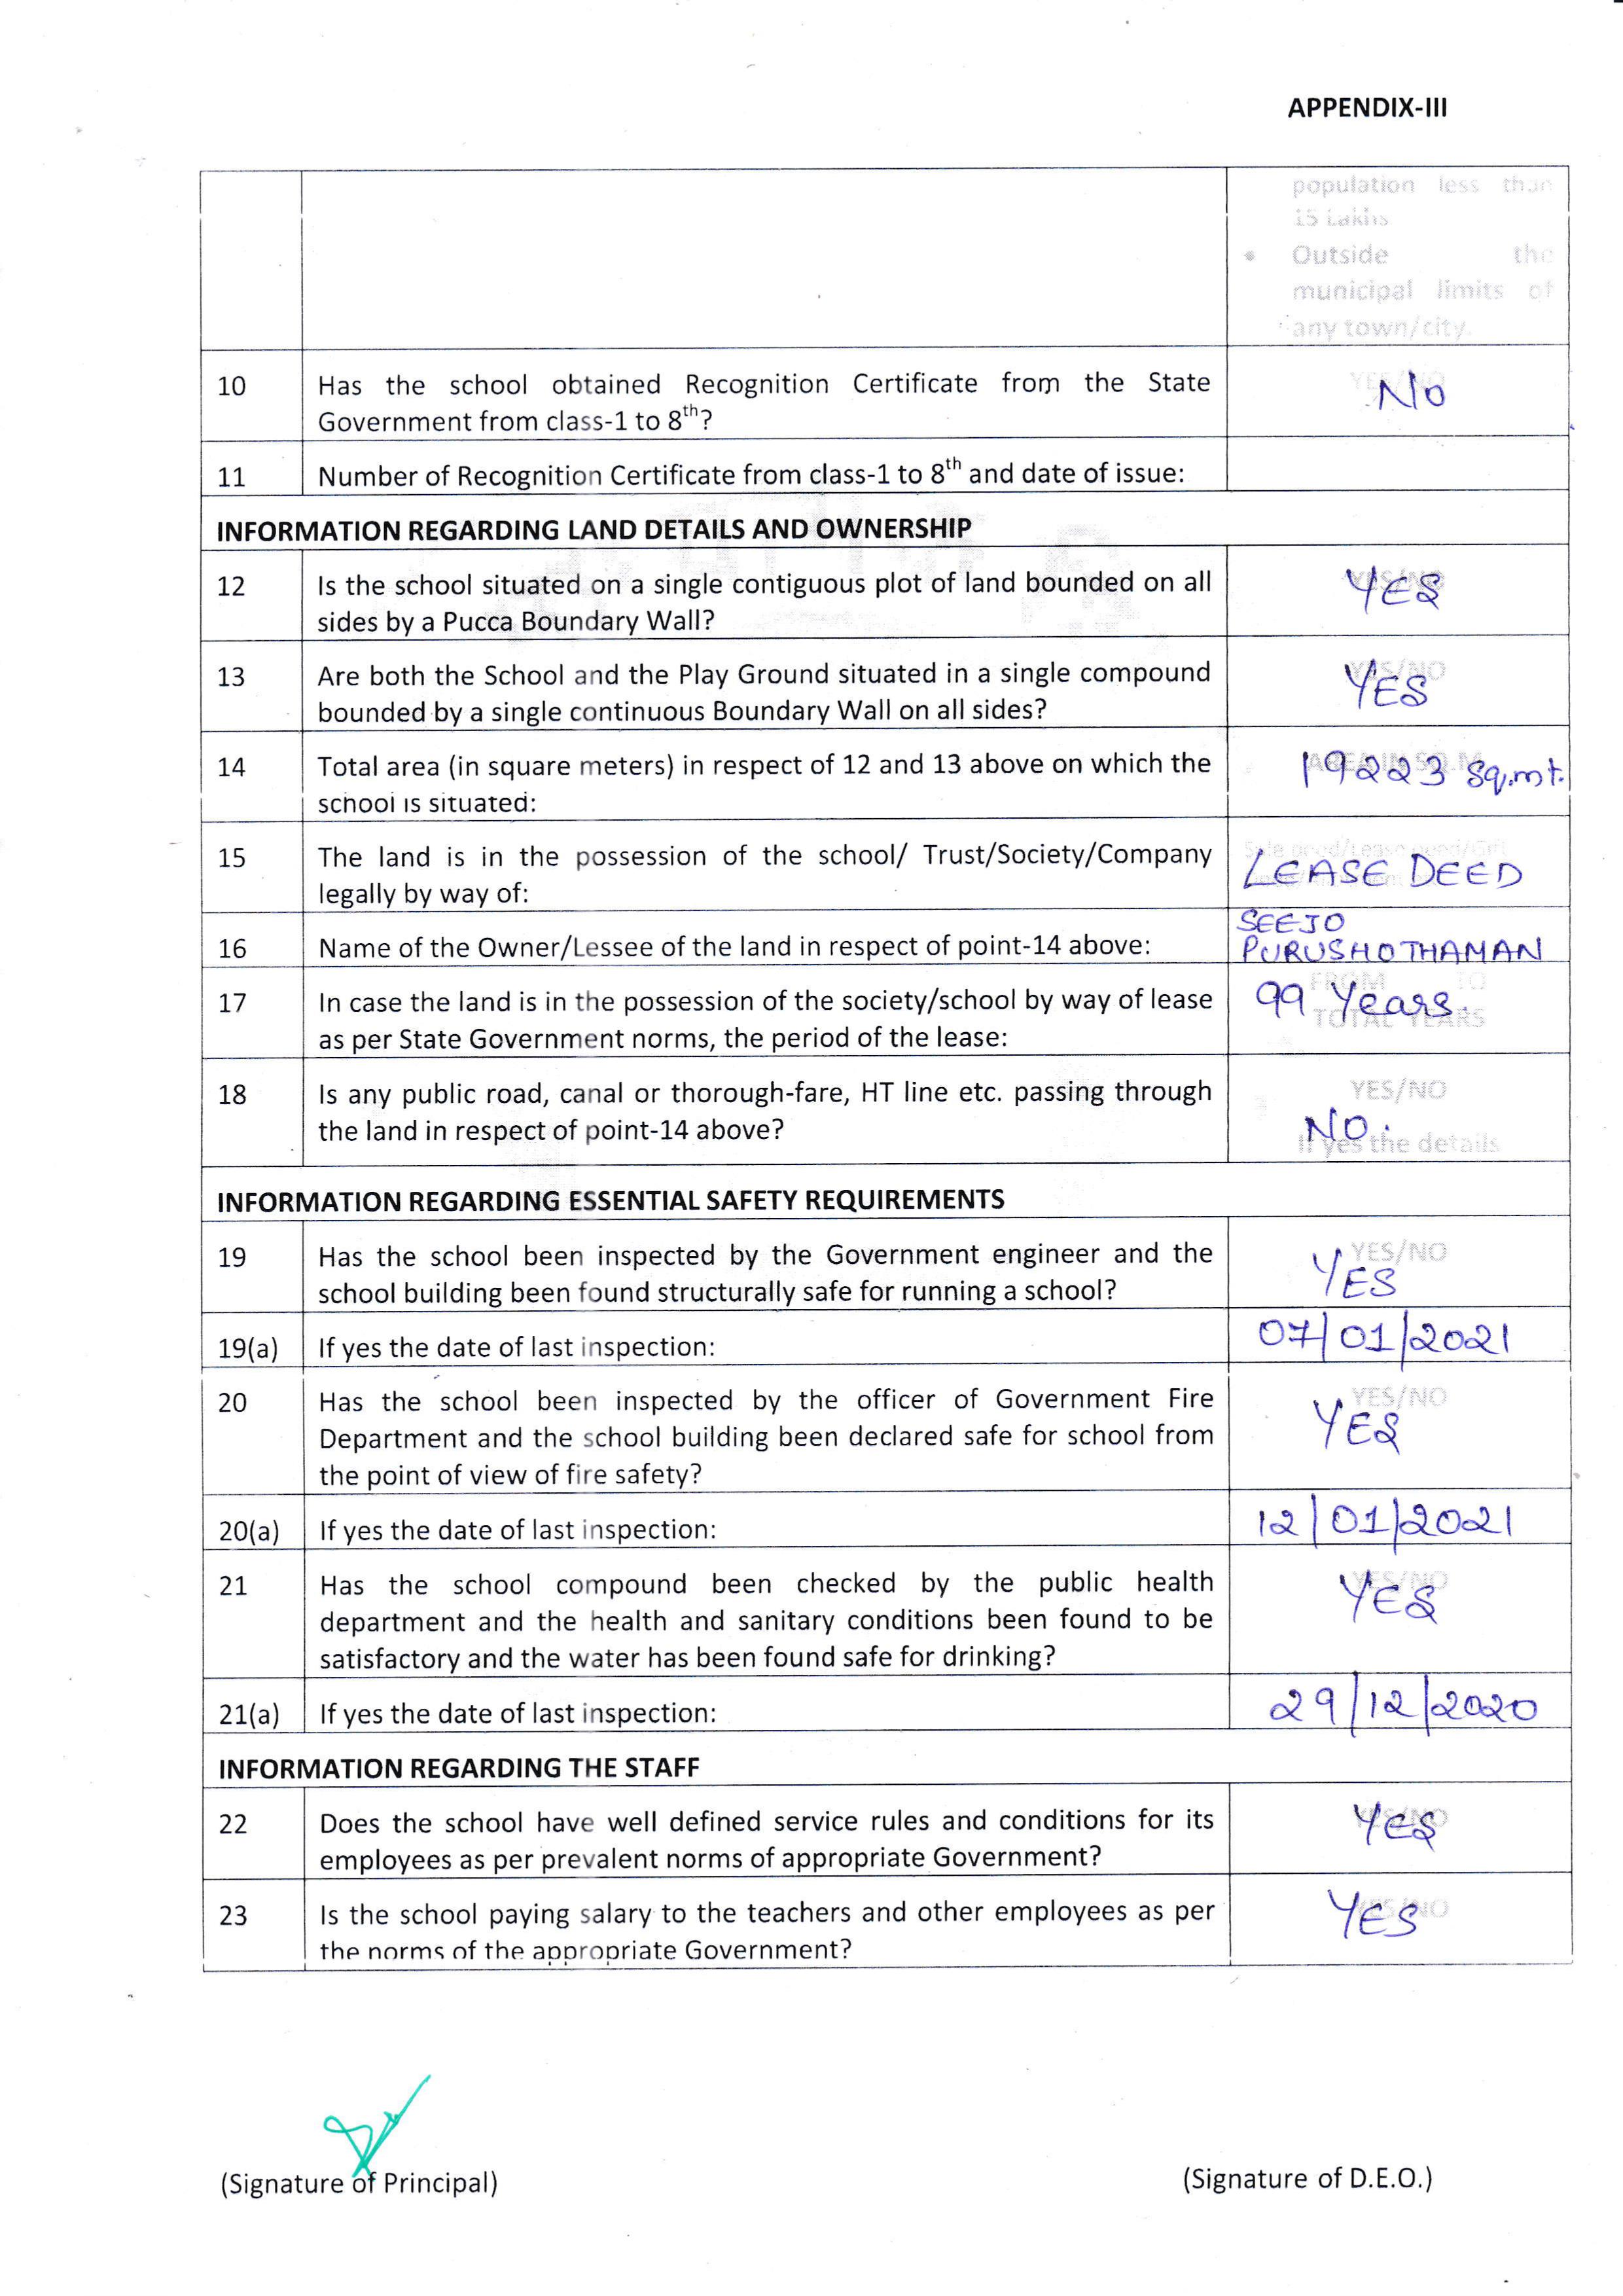 APPENDIX-III
population less than
15 Lakhs
• Outside the
municipal limits of
any town/city.
10 Has the school obtained Recognition Certificate from the State YES/NO
Government from class-1 to 8th? No
11 Number of Recognition Certificate from class-1 to 8th and date of issue:
INFORMATION REGARDING LAND DETAILS AND OWNERSHIP
12 Is the school situated on a single contiguous plot of land bounded on all YES/NO YES
sides by a Pucca Boundary Wall?
13 Are both the School and the Play Ground situated in a single compound YES/NO YES
bounded by a single continuous Boundary Wall on all sides?
14 Total area (in square meters) in respect of 12 and 13 above on which the AREA IN SQ.M 19223 Sq.mt.
school is situated:
15 The land is in the possession of the school/ Trust/Society/Company Sale deed/Lease deed/Gift
legally by way of: LEASE DEED
16 Name of the Owner/Lessee of the land in respect of point-14 above: SEEJO
PURUSHOTHAMAN
FROM TO
17 In case the land is in the possession of the society/school by way of lease 99 Years.
as per State Government norms, the period of the lease: TOTAL YEARS
18 Is any public road, canal or thorough-fare, HT line etc. passing through YES/NO
the land in respect of point-14 above? NO.
If yes the details
INFORMATION REGARDING ESSENTIAL SAFETY REQUIREMENTS
19 Has the school been inspected by the Government engineer and the YES/NO
school building been found structurally safe for running a school? YES
19(a) If yes the date of last inspection: 07/01/2021
20 Has the school been inspected by the officer of Government Fire YES/NO
Department and the school building been declared safe for school from YES
the point of view of fire safety?
20(a) If yes the date of last inspection: 12/01/2021
21 Has the school compound been checked by the public health YES/NO
department and the health and sanitary conditions been found to be YES
satisfactory and the water has been found safe for drinking?
21(a) If yes the date of last inspection: 29/12/2020
INFORMATION REGARDING THE STAFF
22 Does the school have well defined service rules and conditions for its YES/NO YES
employees as per prevalent norms of appropriate Government?
23 Is the school paying salary to the teachers and other employees as per YES/NO YES
the norms of the appropriate Government?
(Signature of Principal) (Signature of D.E.O.)